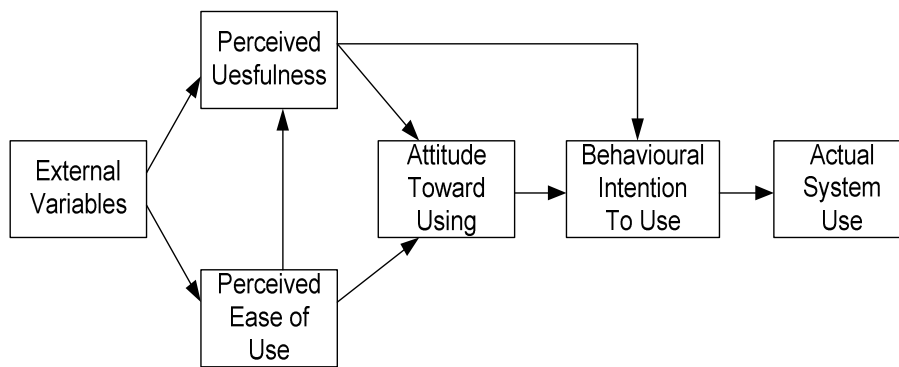 Perceived
Uesfulness
External
Variables
Perceived
Ease of
Use
Attitude
Toward
Using
Behavioural
Intention
To Use
Actual
System
Use